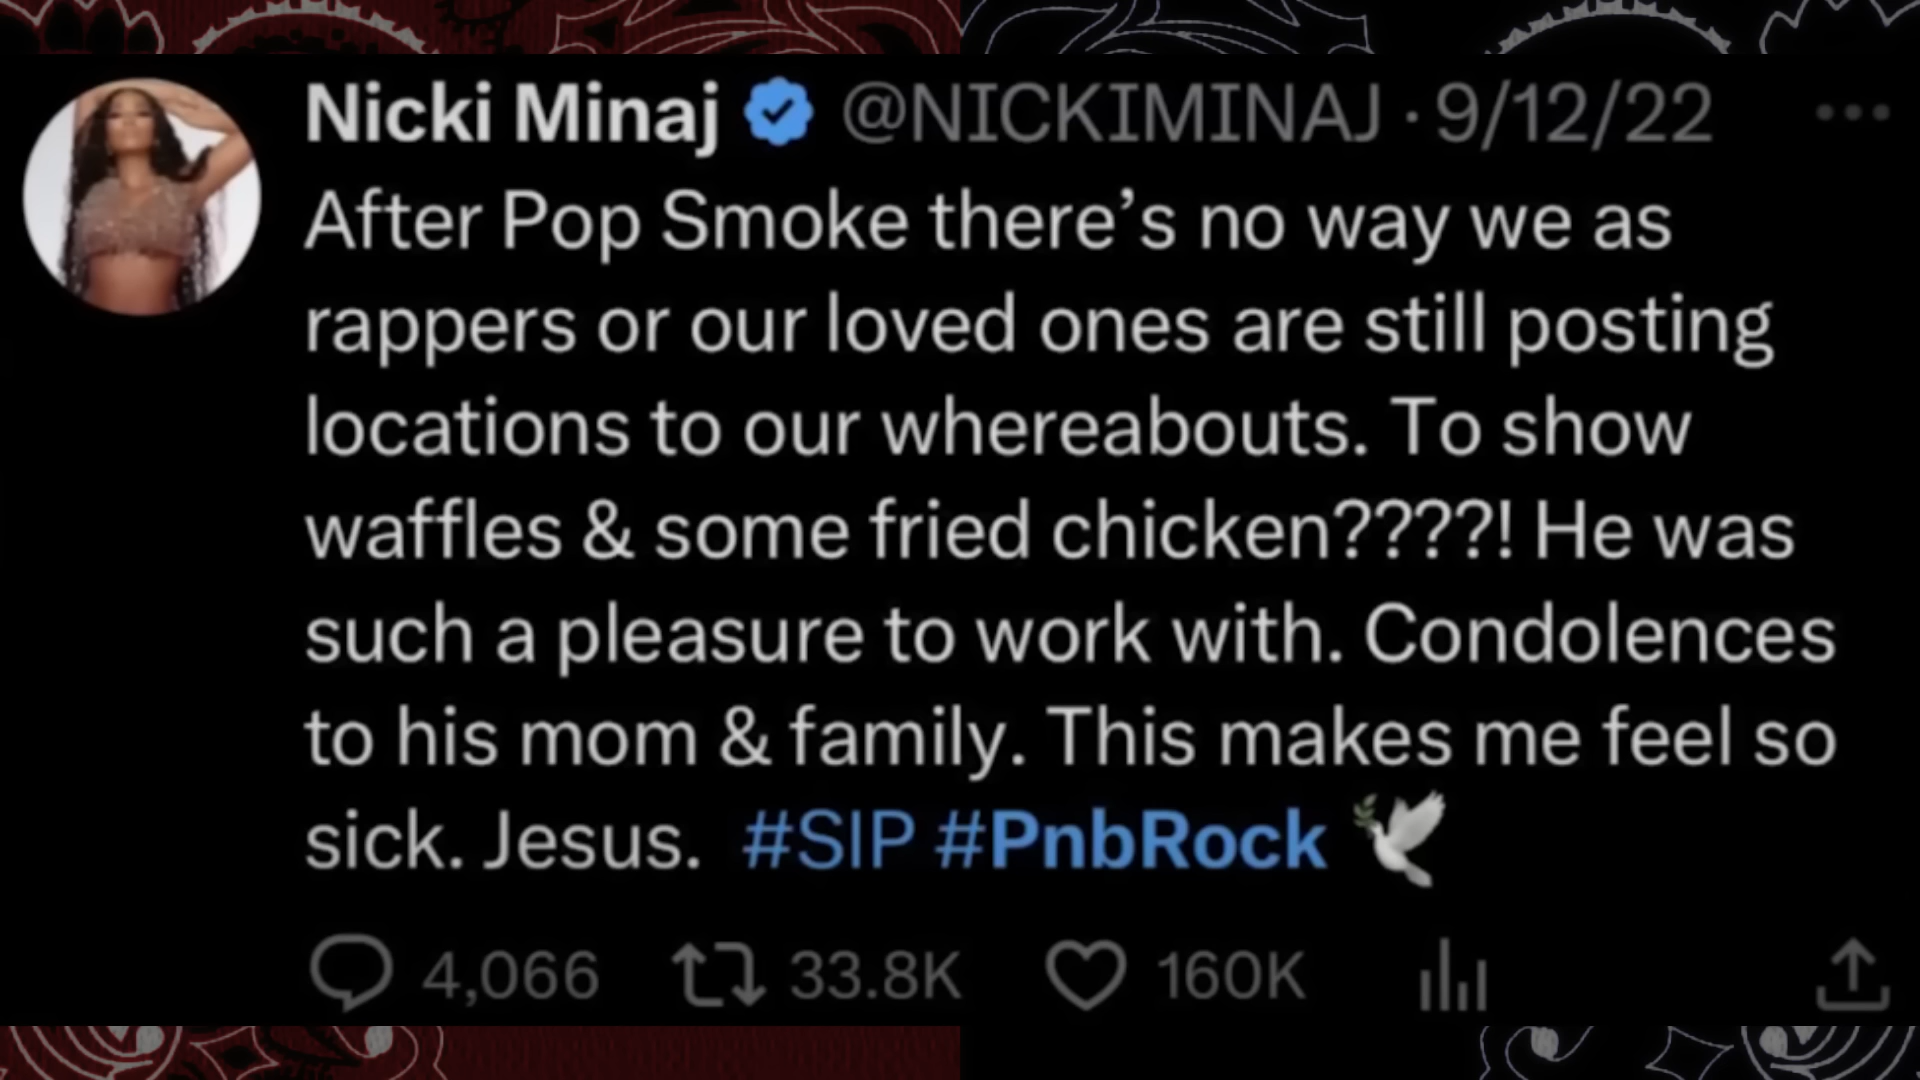 Nicki Minaj @NICKIMINAJ · 9/12/22
After Pop Smoke there’s no way we as
rappers or our loved ones are still posting
locations to our whereabouts. To show
waffles & some fried chicken????! He was
such a pleasure to work with. Condolences
to his mom & family. This makes me feel so
sick. Jesus. #SIP #PnbRock 🕊
4,066 33.8K 160K